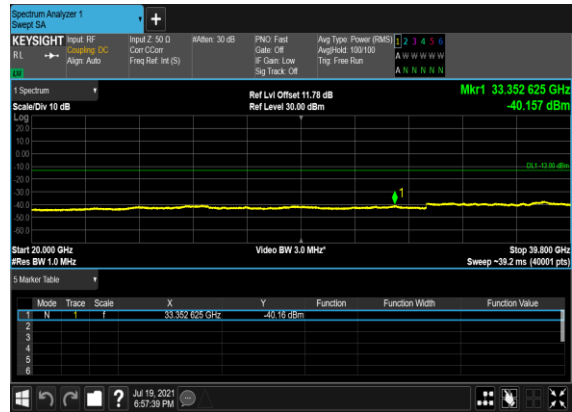 Spectrum Analyzer 1
Swept SA
+
KEYSIGHT Input: RF Input Z: 50 Ω #Atten: 30 dB PNO: Fast Avg Type: Power (RMS) 1 2 3 4 5 6
RL Coupling: DC Corr CCorr Gate: Off Avg|Hold: 100/100 A W W W W W
Align: Auto Freq Ref: Int (S) IF Gain: Low Trig: Free Run
Sig Track: Off A N N N N N
1 Spectrum Ref Lvl Offset 11.78 dB Mkr1 33.352 625 GHz
Scale/Div 10 dB Ref Level 30.00 dBm -40.157 dBm
Log
20.0
10.0
0.00
-10.0 DL1 -13.00 dBm
-20.0
-30.0 1
-40.0
-50.0
-60.0
Start 20.000 GHz Video BW 3.0 MHz* Stop 39.800 GHz
#Res BW 1.0 MHz Sweep ~39.2 ms (40001 pts)
5 Marker Table
Mode Trace Scale X Y Function Function Width Function Value
1 N 1 f 33.352 625 GHz -40.16 dBm
2
3
4
5
6
? Jul 19, 2021
6:57:39 PM